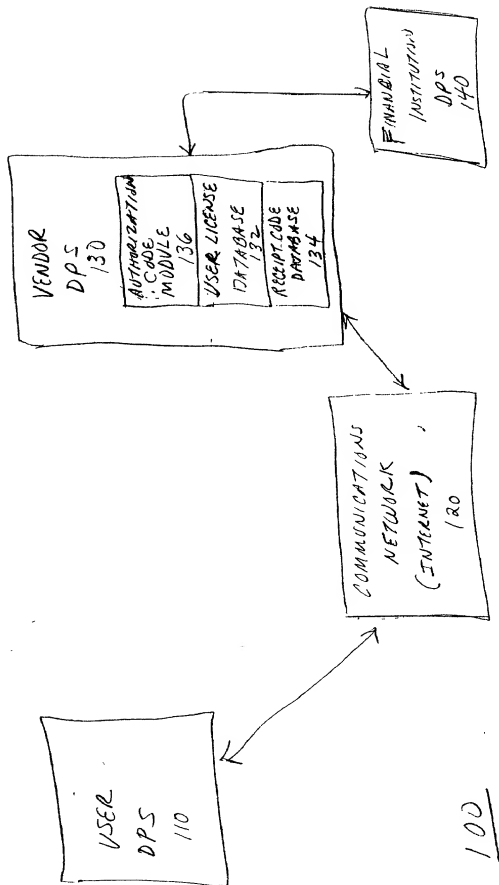 USER
DPS
110
COMMUNICATIONS
NETWORK
(INTERNET)
120
VENDOR
DPS
130
AUTHORIZATION
CODE
MODULE
136
USER LICENSE
DATABASE
132
RECEIPT CODE
DATABASE
134
FINANCIAL
INSTITUTION
DPS
140
100